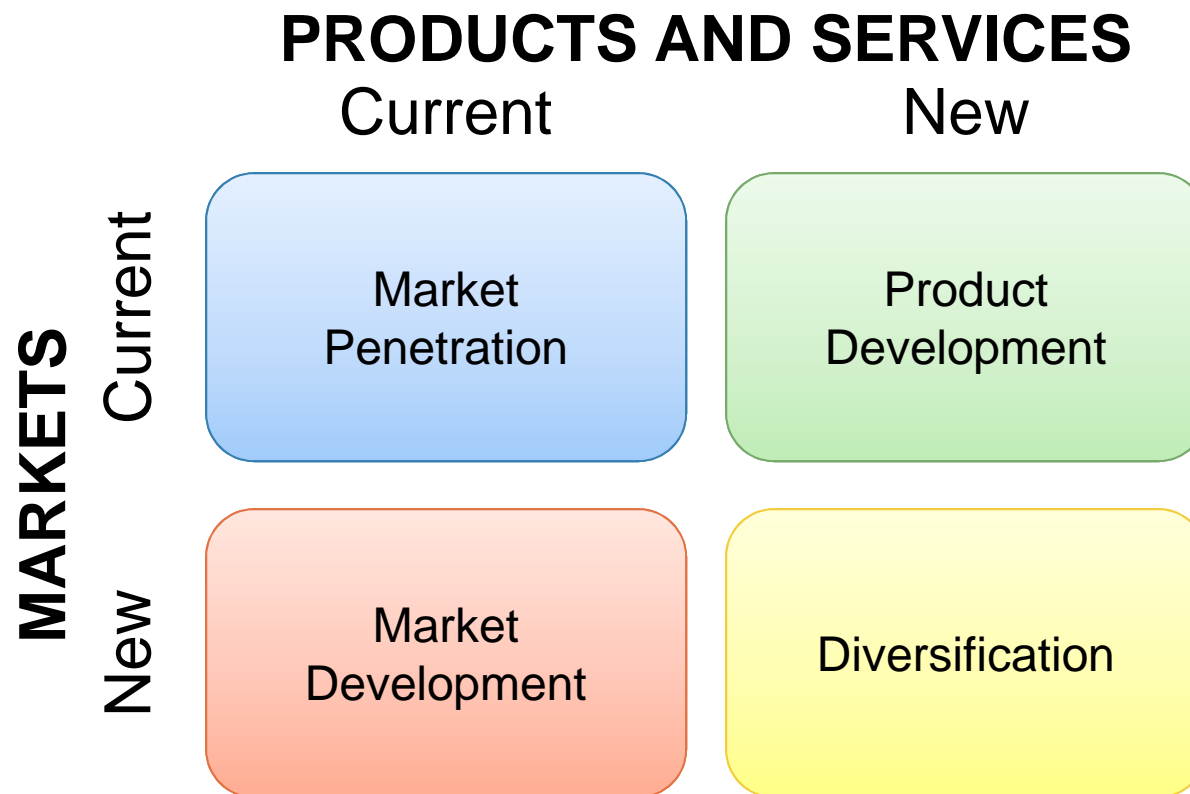 PRODUCTS AND SERVICES
Current New
MARKETS
Current
Market
Penetration
Product
Development
New
Market
Development
Diversification